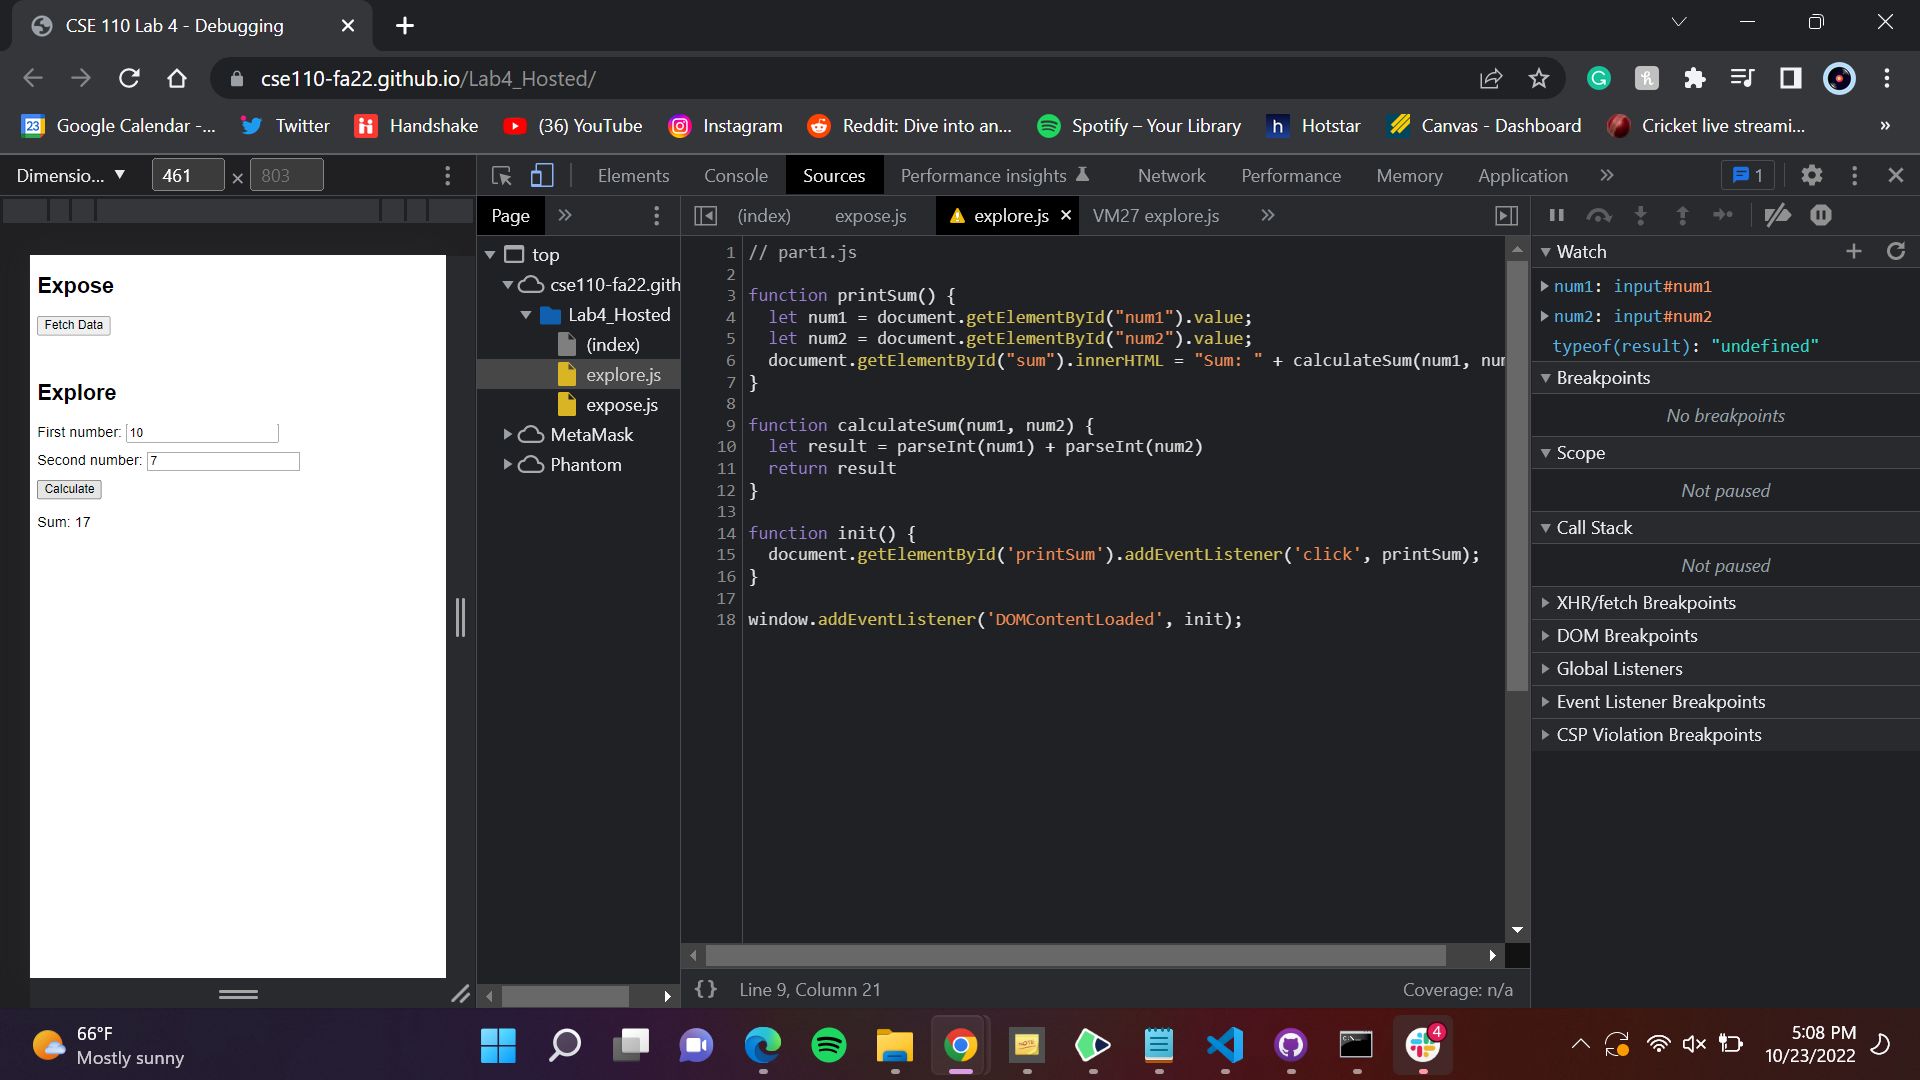 CSE 110 Lab 4 - Debugging
cse110-fa22.github.io/Lab4_Hosted/
23 Google Calendar -... Twitter Handshake (36) YouTube Instagram Reddit: Dive into an... Spotify – Your Library h Hotstar Canvas - Dashboard Cricket live streami... »
Dimensio... 461 × 803
Elements Console Sources Performance insights Network Performance Memory Application » 1
Page » (index) expose.js explore.js VM27 explore.js »
top
cse110-fa22.gith
Lab4_Hosted
(index)
explore.js
expose.js
MetaMask
Phantom
Expose
Fetch Data
Explore
First number: 10
Second number: 7
Calculate
Sum: 17
1 // part1.js
2
3 function printSum() {
4 let num1 = document.getElementById("num1").value;
5 let num2 = document.getElementById("num2").value;
6 document.getElementById("sum").innerHTML = "Sum: " + calculateSum(num1, num
7 }
8
9 function calculateSum(num1, num2) {
10 let result = parseInt(num1) + parseInt(num2)
11 return result
12 }
13
14 function init() {
15 document.getElementById('printSum').addEventListener('click', printSum);
16 }
17
18 window.addEventListener('DOMContentLoaded', init);
{} Line 9, Column 21 Coverage: n/a
Watch
num1: input#num1
num2: input#num2
typeof(result): "undefined"
Breakpoints
No breakpoints
Scope
Not paused
Call Stack
Not paused
XHR/fetch Breakpoints
DOM Breakpoints
Global Listeners
Event Listener Breakpoints
CSP Violation Breakpoints
66°F
Mostly sunny
4
5:08 PM
10/23/2022